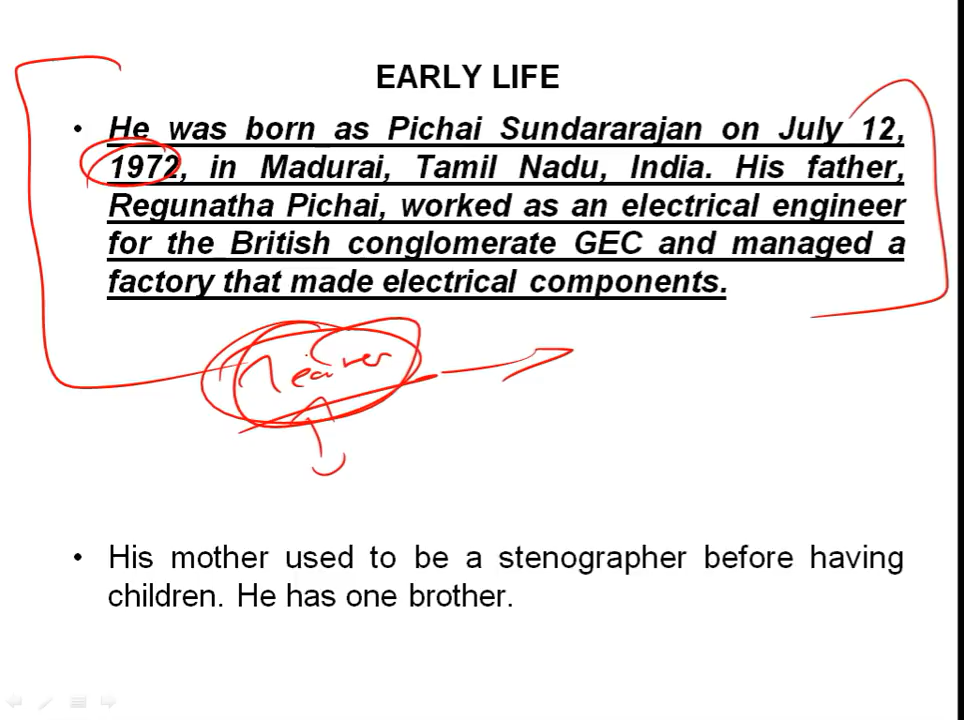 EARLY LIFE
• He was born as Pichai Sundararajan on July 12,
1972, in Madurai, Tamil Nadu, India. His father,
Regunatha Pichai, worked as an electrical engineer
for the British conglomerate GEC and managed a
factory that made electrical components.
• His mother used to be a stenographer before having
children. He has one brother.